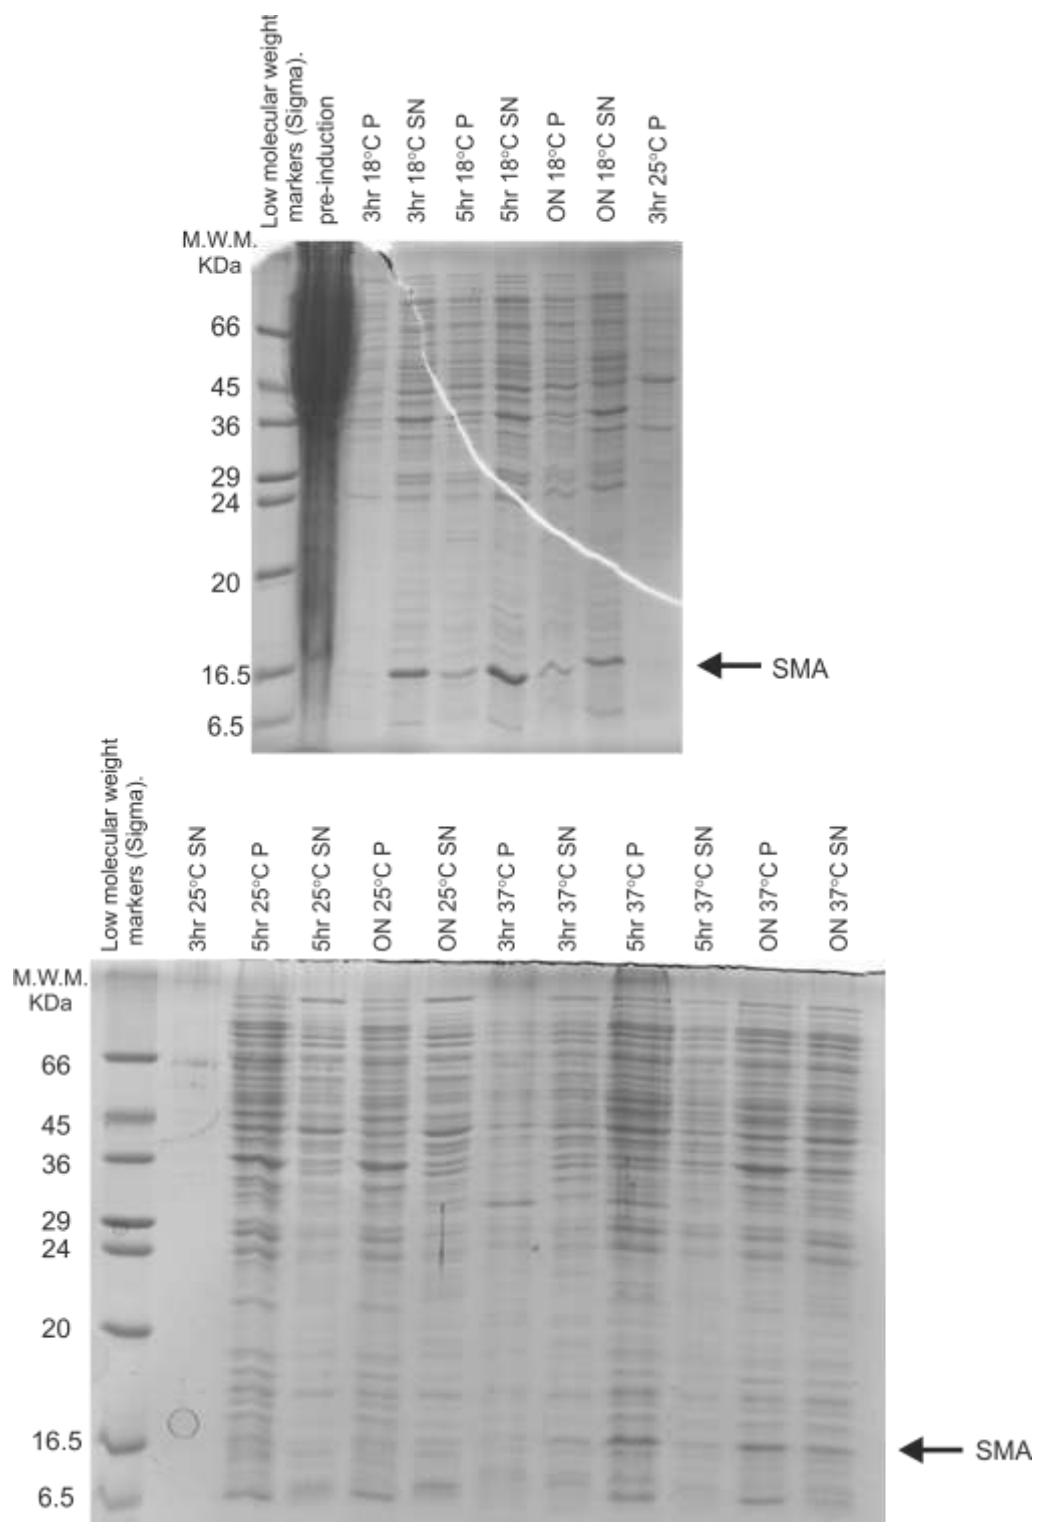 Low molecular weight
markers (Sigma).
pre-induction
3hr 18°C P
3hr 18°C SN
5hr 18°C P
5hr 18°C SN
ON 18°C P
ON 18°C SN
3hr 25°C P
M.W.M.
KDa
66
45
36
29
24
20
16.5
6.5
SMA
Low molecular weight
markers (Sigma).
3hr 25°C SN
5hr 25°C P
5hr 25°C SN
ON 25°C P
ON 25°C SN
3hr 37°C P
3hr 37°C SN
5hr 37°C P
5hr 37°C SN
ON 37°C P
ON 37°C SN
M.W.M.
KDa
66
45
36
29
24
20
16.5
6.5
SMA